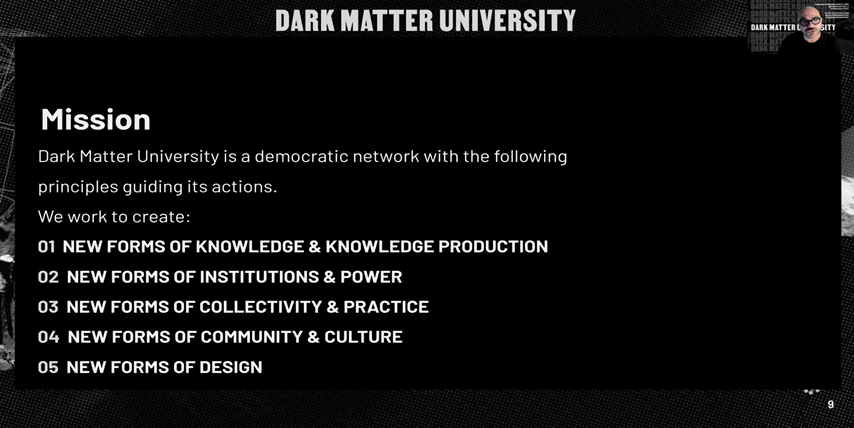 DARK MATTER UNIVERSITY
Mission
Dark Matter University is a democratic network with the following
principles guiding its actions.
We work to create:
01 NEW FORMS OF KNOWLEDGE & KNOWLEDGE PRODUCTION
02 NEW FORMS OF INSTITUTIONS & POWER
03 NEW FORMS OF COLLECTIVITY & PRACTICE
04 NEW FORMS OF COMMUNITY & CULTURE
05 NEW FORMS OF DESIGN
9